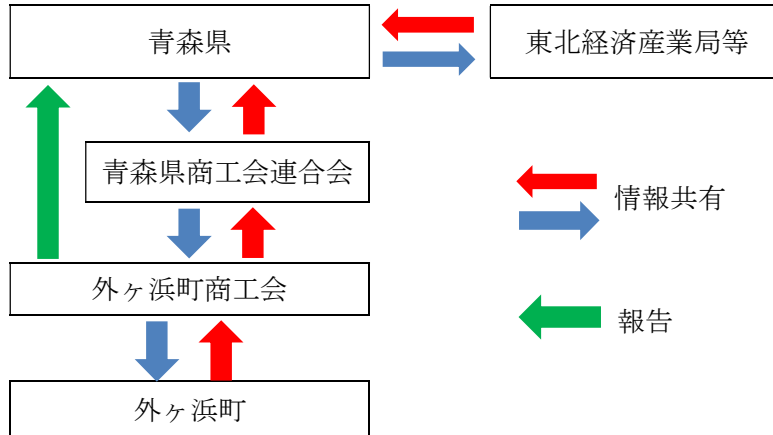 青森県
東北経済産業局等
青森県商工会連合会
情報共有
外ヶ浜町商工会
報告
外ヶ浜町